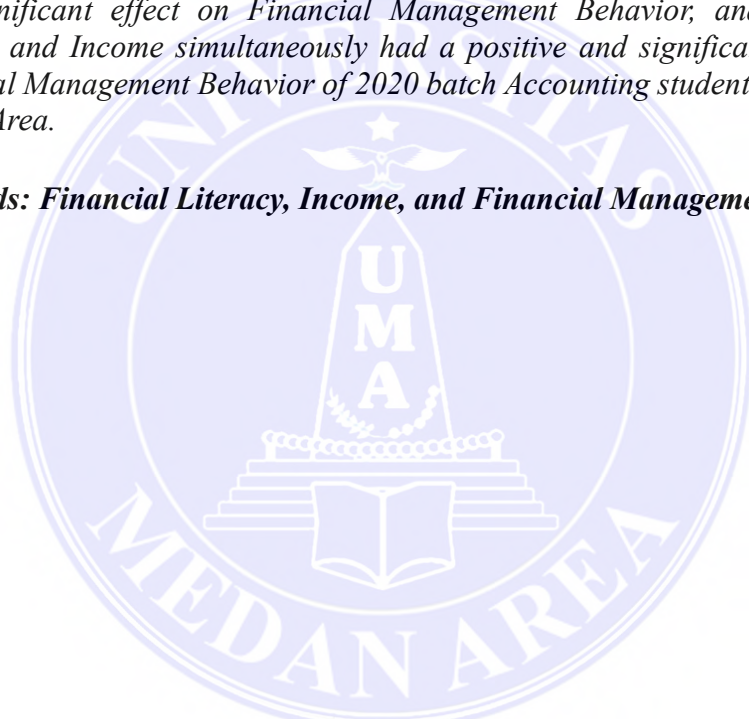 nificant effect on Financial Management Behavior, an
and Income simultaneously had a positive and significa
al Management Behavior of 2020 batch Accounting student
Area.
ds: Financial Literacy, Income, and Financial Manageme
UNIVERSITAS
UMA
MEDAN AREA